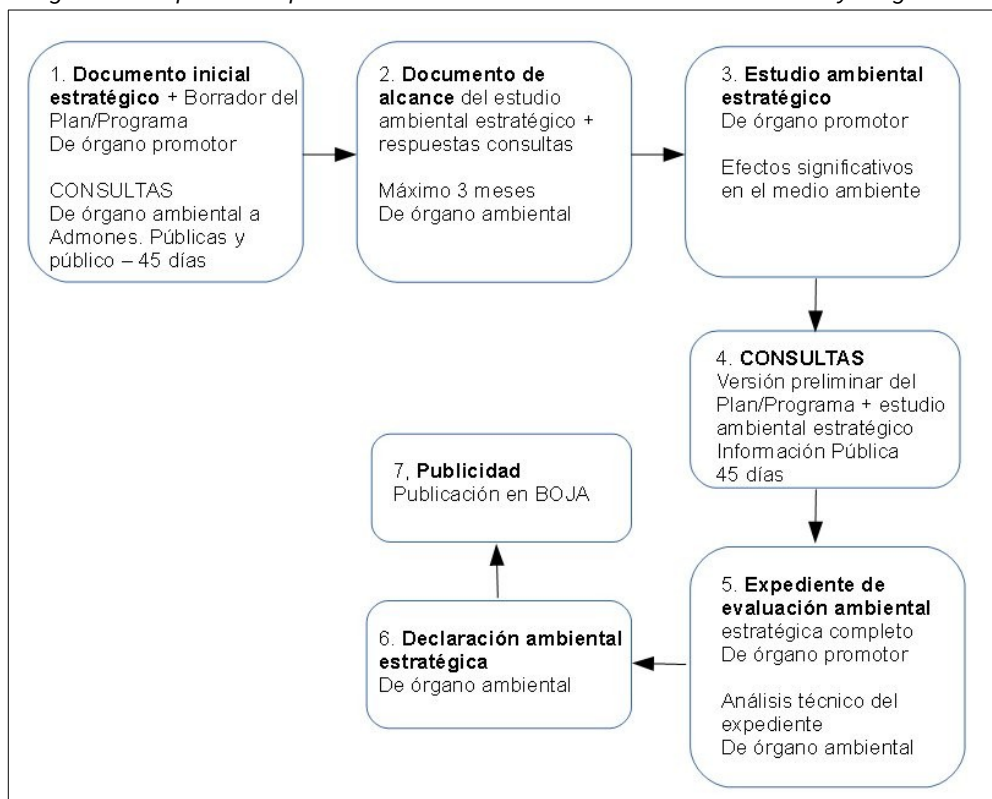 1. Documento inicial
estratégico + Borrador del
Plan/Programa
De órgano promotor
CONSULTAS
De órgano ambiental a
Admones. Públicas y
público – 45 días
2. Documento de
alcance del estudio
ambiental estratégico +
respuestas consultas
Máximo 3 meses
De órgano ambiental
3. Estudio ambiental
estratégico
De órgano promotor
Efectos significativos
en el medio ambiente
4. CONSULTAS
Versión preliminar del
Plan/Programa + estudio
ambiental estratégico
Información Pública
45 días
5. Expediente de
evaluación ambiental
estratégica completo
De órgano promotor
Análisis técnico del
expediente
De órgano ambiental
6. Declaración ambiental
estratégica
De órgano ambiental
7, Publicidad
Publicación en BOJA